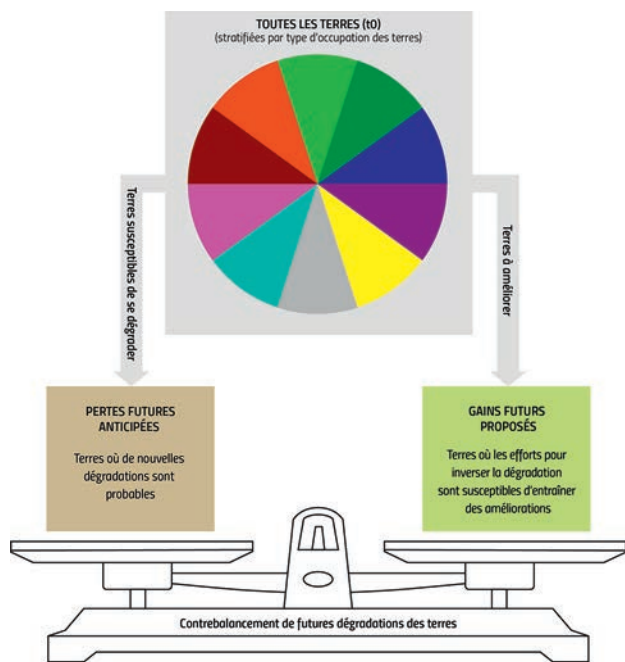 TOUTES LES TERRES (t0)
(stratifiées par type d'occupation des terres)
Terres susceptibles de se dégrader
Terres à améliorer
PERTES FUTURES
ANTICIPÉES
Terres où de nouvelles
dégradations sont
probables
GAINS FUTURS
PROPOSÉS
Terres où les efforts pour
inverser la dégradation
sont susceptibles d'entraîner
des améliorations
Contrebalancement de futures dégradations des terres